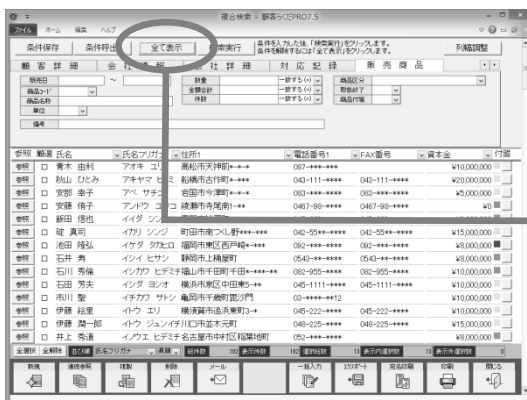 複合検索 - 顧客らくだPRO7.5
ファイル ホーム 編集 ヘルプ
条件保存 条件呼出 全て表示 検索実行 条件を入力した後、「検索実行」をクリックします。 列幅調整
条件を解除するには「全て表示」をクリックします。
顧客詳細 会社 会社詳細 対応記録 販売商品
販売日 ～ 数量 一致する(=) 商品区分
商品コード 金額合計 一致する(=) 取扱終了
商品名称 件数 一致する(=) 商品付箋
単位
備考
参照 顧選 氏名 氏名フリガナ 住所1 電話番号1 FAX番号 資本金 付箋
参照 青木 由利 アオキ ユリ 高松市天神前*-*-* 087-***-**** ¥10,000,000
参照 秋山 ひとみ アキヤマ ヒ ミ 船橋市古作町*-*-* 043-111-**** 043-161-**** ¥20,000,000
参照 安部 幸子 アベ サチコ 岩国市今津町*-*-* 083-***-**** 083-***-**** ¥5,000,000
参照 安藤 侑子 アンドウ ユウコ 綾瀬市寺尾南1-** 0467-98-**** 0467-98-**** ¥0
参照 飯田 信也 イイダ シン
参照 碇 真司 イカリ シンジ 町田市南つくし野***-*** 042-55**-**** 042-55**-**** ¥15,000,000
参照 池田 隆弘 イケダ タカヒロ 福岡市東区西戸崎*-*** 092-***-**** 092-***-**** ¥8,000,000
参照 石井 寿 イシイ ヒサシ 静岡市上桶屋町 0543-**-**** 0543-**-**** ¥8,000,000
参照 石川 秀倫 イシカワ ヒデミチ 福山市千田町千田*-***-** 082-955-**** 082-955-**** ¥10,000,000
参照 石田 芳夫 イシダ ヨシオ 横浜市泉区中田東5-** 045-1111-**** 045-1111-**** ¥10,000,000
参照 市川 聖 イチカワ サトシ 亀岡市千歳町毘沙門 03-****-**12 ¥10,000,000
参照 伊藤 絵里 イトウ エリ 横須賀市追浜東町3-* 045-222-**** 045-222-**** ¥10,000,000
参照 伊藤 潤一郎 イトウ ジュンイチ 川口市並木元町 048-225-**** 048-225-**** ¥15,000,000
参照 井上 秀道 イノウエ ヒデミチ 名古屋市中村区稲葉地町 052-***-**** ¥8,000,000
全選択 全解除 並び順 氏名フリガナ 昇順 総件数 102 表示件数 102 選択総数 13 表示内選択数 13 表示外選択数 0
新規 連続参照 複製 削除 メール 一括入力 エクスポート 宛名印刷 印刷 閉じる